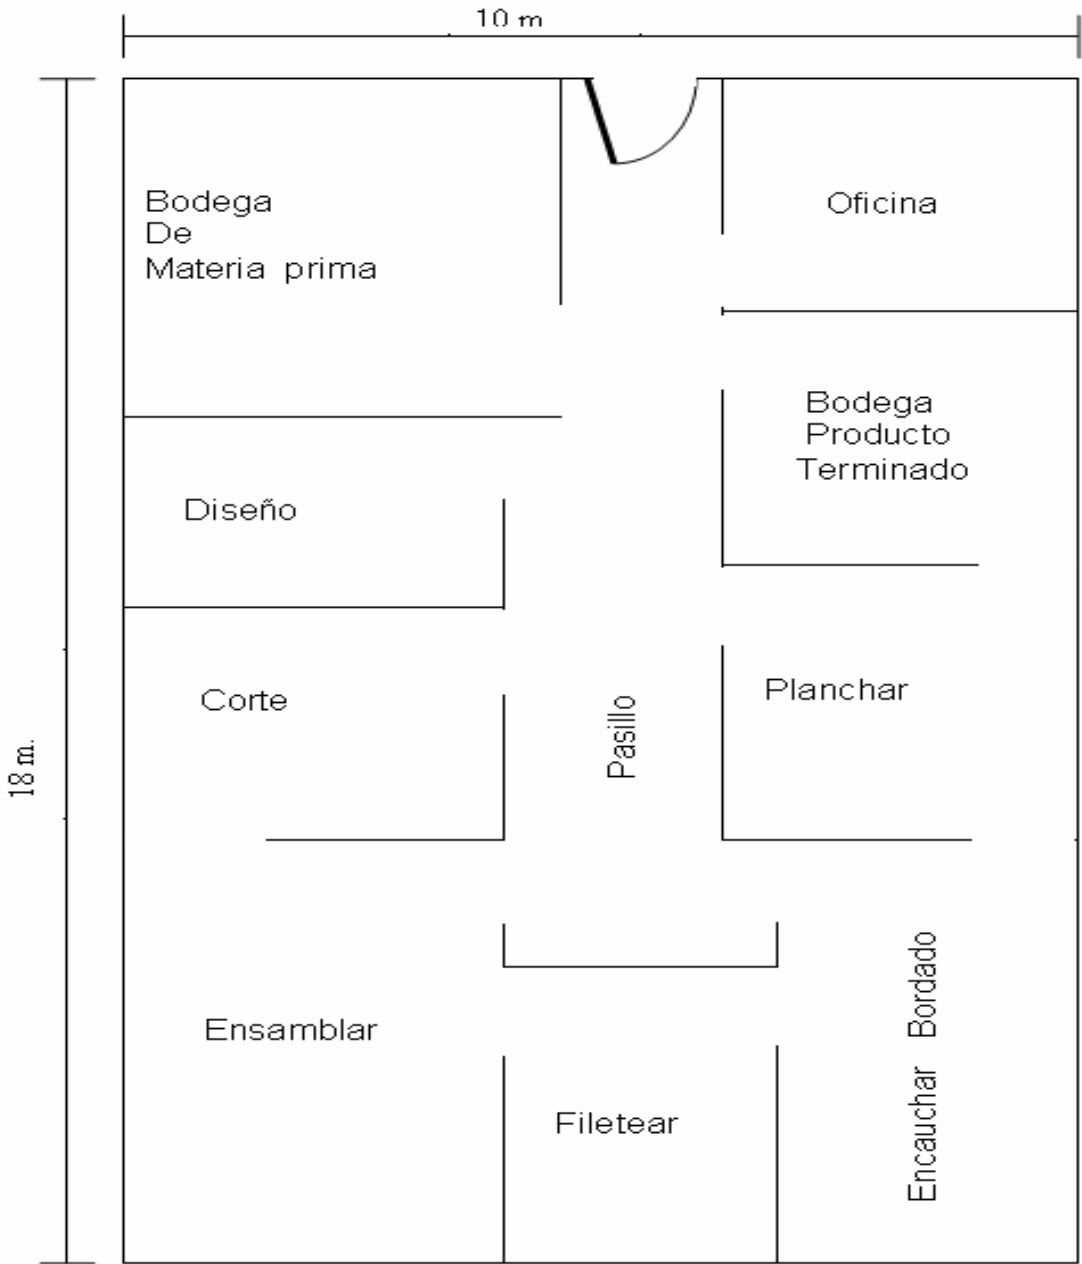 10 m
Bodega
De
Materia prima
Oficina
Bodega
Producto
Terminado
Diseño
Corte
Planchar
Pasillo
18 m.
Ensamblar
Filetear
Encauchar Bordado